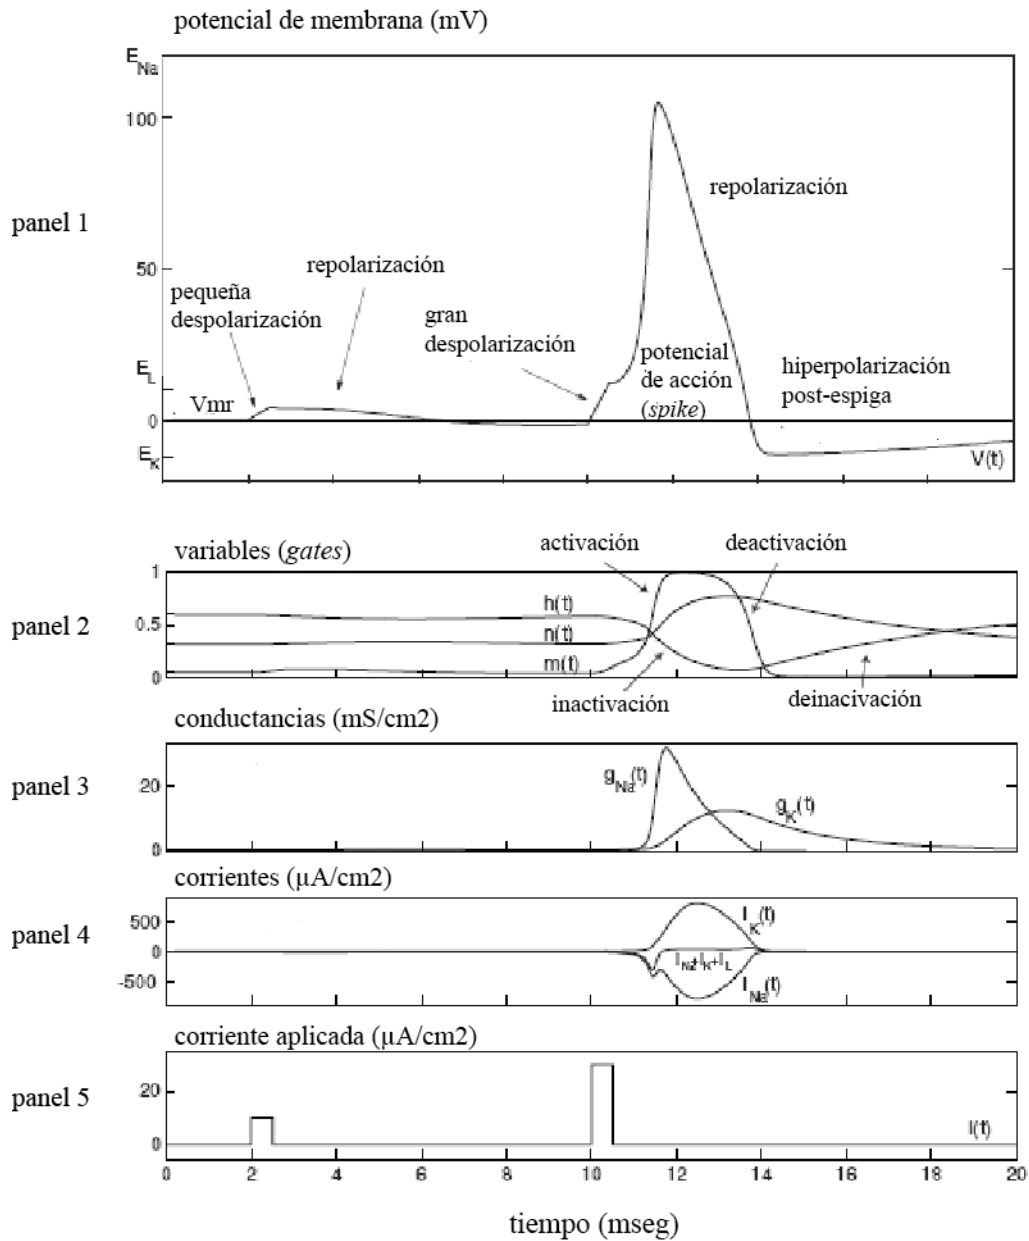 potencial de membrana (mV)
E_Na
100
panel 1
repolarización
repolarización
50
pequeña
despolarización
gran
despolarización
E_L
potencial
de acción
(spike)
hiperpolarización
post-espiga
Vmr
0
E_K
V(t)
variables (gates)
activación
deactivación
1
h(t)
panel 2
0.5
n(t)
m(t)
0
inactivación
deinacivación
conductancias (mS/cm2)
panel 3
20
g_Na(t)
g_K(t)
0
corrientes (µA/cm2)
panel 4
500
I_K(t)
0
I_Na+I_K+I_L
-500
I_Na(t)
corriente aplicada (µA/cm2)
panel 5
20
I(t)
0
0 2 4 6 8 10 12 14 16 18 20
tiempo (mseg)